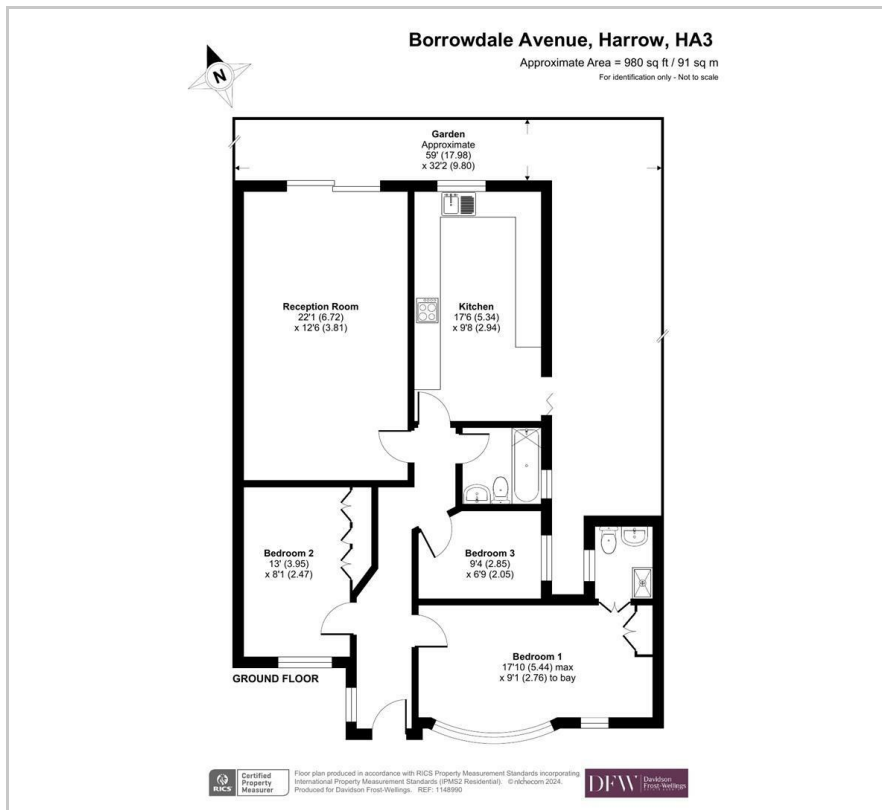 Borrowdale Avenue, Harrow, HA3
Approximate Area = 980 sq ft / 91 sq m
For identification only - Not to scale
N
Garden
Approximate
59' (17.98)
x 32'2 (9.80)
Reception Room
22'1 (6.72)
x 12'6 (3.81)
Kitchen
17'6 (5.34)
x 9'8 (2.94)
Bedroom 2
13' (3.95)
x 8'1 (2.47)
Bedroom 3
9'4 (2.85)
x 6'9 (2.05)
Bedroom 1
17'10 (5.44) max
x 9'1 (2.76) to bay
GROUND FLOOR
RICS
Certified
Property
Measurer
Floor plan produced in accordance with RICS Property Measurement Standards incorporating
International Property Measurement Standards (IPMS2 Residential). © nichecom 2024.
Produced for Davidson Frost-Wellings. REF: 1148990
DFW
Davidson
Frost-Wellings